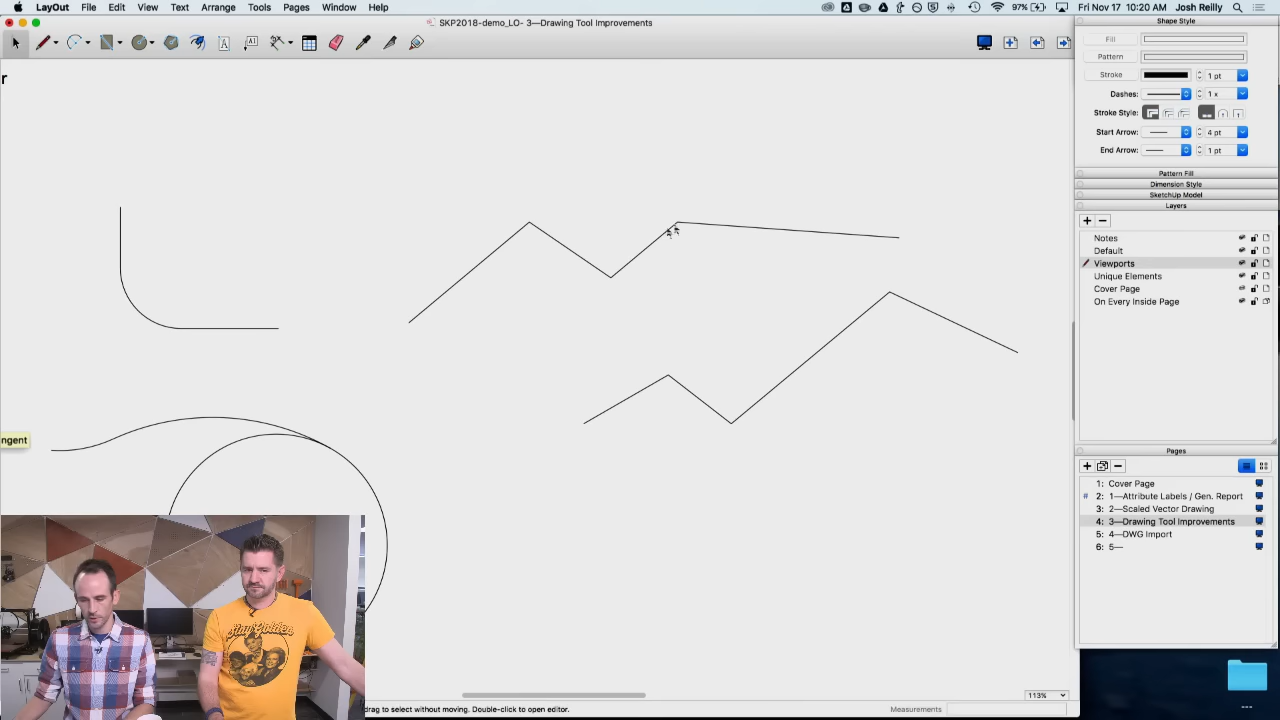 LayOut File Edit View Text Arrange Tools Pages Window Help
97% Fri Nov 17 10:20 AM Josh Reilly
SKP2018-demo_LO- 3—Drawing Tool Improvements
r
ngent
Shape Style
Fill
Pattern
Stroke 1 pt
Dashes: 1 x
Stroke Style:
Start Arrow: 4 pt
End Arrow: 1 pt
Pattern Fill
Dimension Style
SketchUp Model
Layers
Notes
Default
Viewports
Unique Elements
Cover Page
On Every Inside Page
Pages
1: Cover Page
# 2: 1—Attribute Labels / Gen. Report
3: 2—Scaled Vector Drawing
4: 3—Drawing Tool Improvements
5: 4—DWG Import
6: 5—
Stay Golden
113%
drag to select without moving. Double-click to open editor.
Measurements